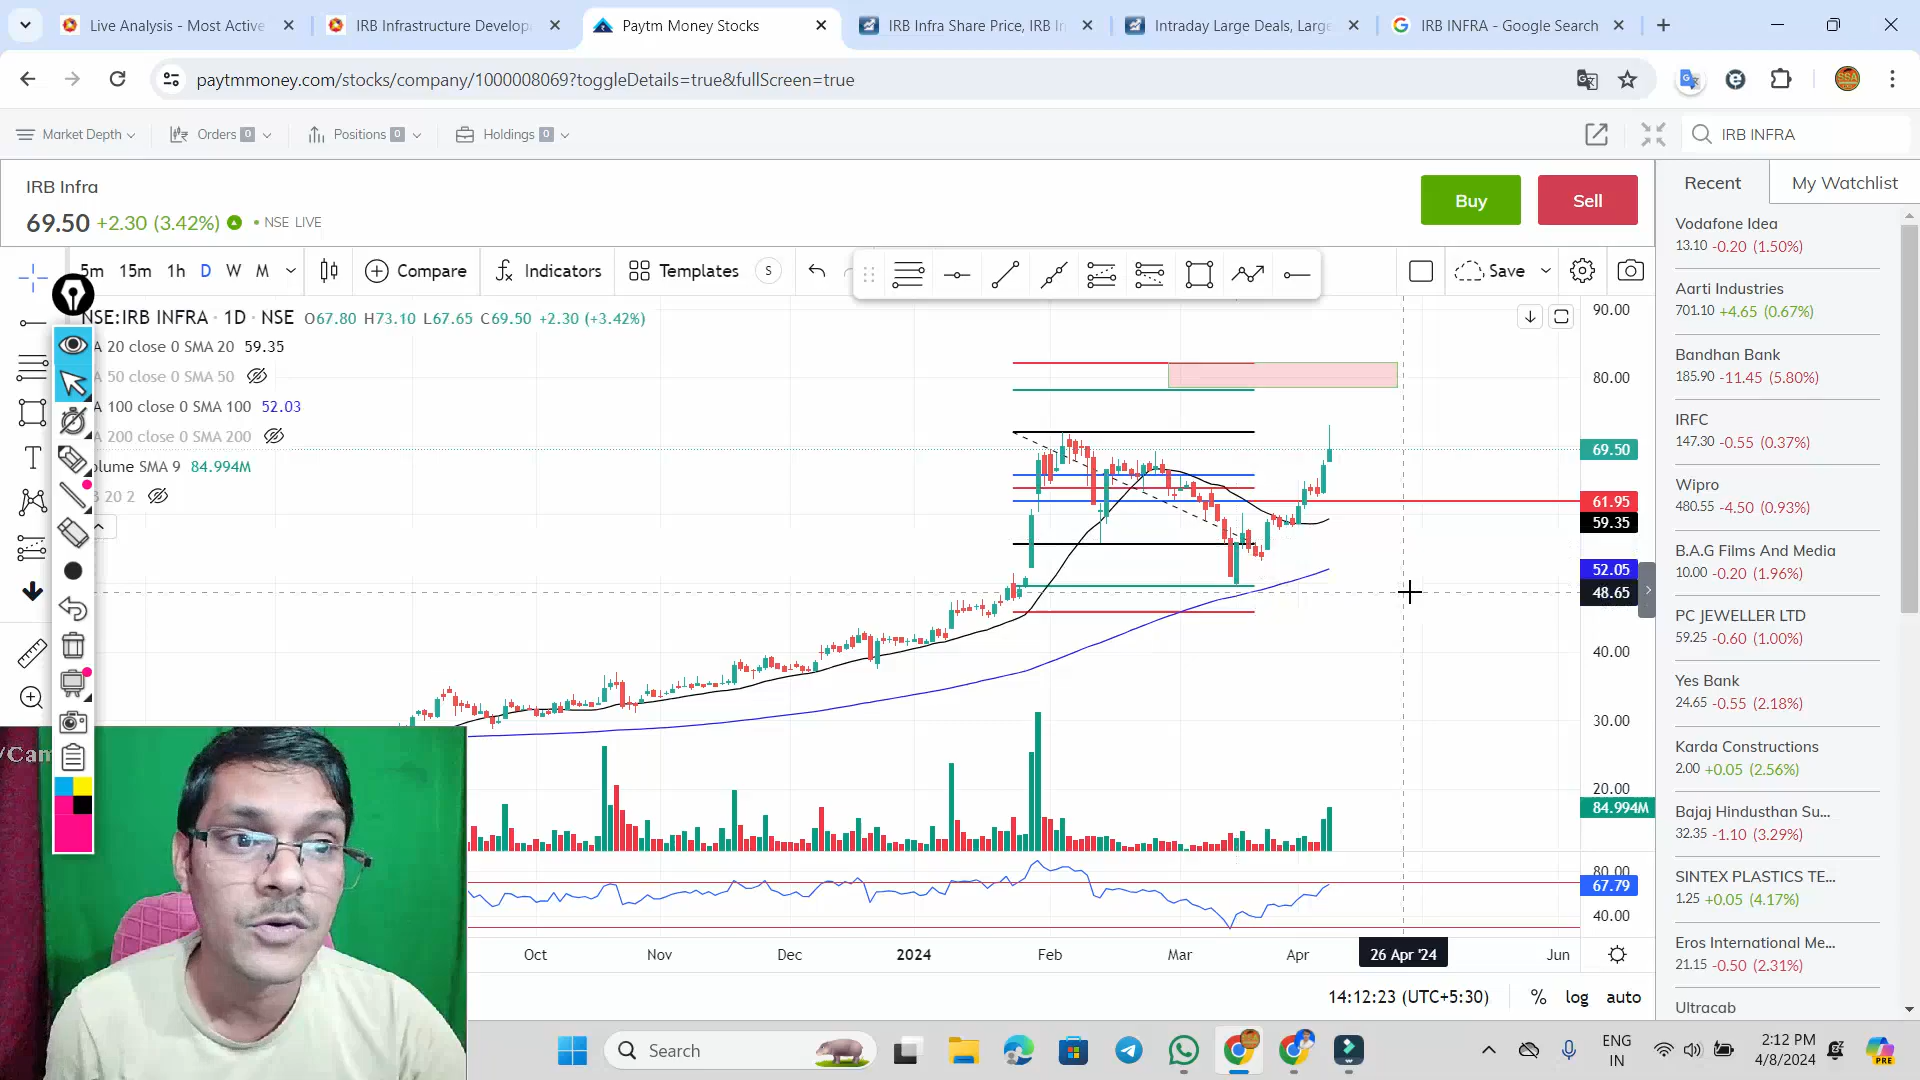 Live Analysis - Most Active
IRB Infrastructure Develop
Paytm Money Stocks
IRB Infra Share Price, IRB In
Intraday Large Deals, Large
IRB INFRA - Google Search
paytmmoney.com/stocks/company/1000008069?toggleDetails=true&fullScreen=true
Market Depth
Orders 0
Positions 0
Holdings 0
IRB INFRA
IRB Infra
69.50 +2.30 (3.42%) • NSE LIVE
Buy
Sell
Recent
My Watchlist
5m 15m 1h D W M
Compare
Indicators
Templates
S
Save
NSE:IRB INFRA · 1D · NSE O67.80 H73.10 L67.65 C69.50 +2.30 (+3.42%)
A 20 close 0 SMA 20 59.35
A 50 close 0 SMA 50
A 100 close 0 SMA 100 52.03
A 200 close 0 SMA 200
olume SMA 9 84.994M
B 20 2
90.00
80.00
69.50
61.95
59.35
52.05
48.65
40.00
30.00
20.00
84.994M
80.00
67.79
40.00
Oct
Nov
Dec
2024
Feb
Mar
Apr
26 Apr '24
Jun
14:12:23 (UTC+5:30)
%
log
auto
Vodafone Idea
13.10 -0.20 (1.50%)
Aarti Industries
701.10 +4.65 (0.67%)
Bandhan Bank
185.90 -11.45 (5.80%)
IRFC
147.30 -0.55 (0.37%)
Wipro
480.55 -4.50 (0.93%)
B.A.G Films And Media
10.00 -0.20 (1.96%)
PC JEWELLER LTD
59.25 -0.60 (1.00%)
Yes Bank
24.65 -0.55 (2.18%)
Karda Constructions
2.00 +0.05 (2.56%)
Bajaj Hindusthan Su...
32.35 -1.10 (3.29%)
SINTEX PLASTICS TE...
1.25 +0.05 (4.17%)
Eros International Me...
21.15 -0.50 (2.31%)
Ultracab
/Cam
Search
ENG
IN
2:12 PM
4/8/2024
PRE